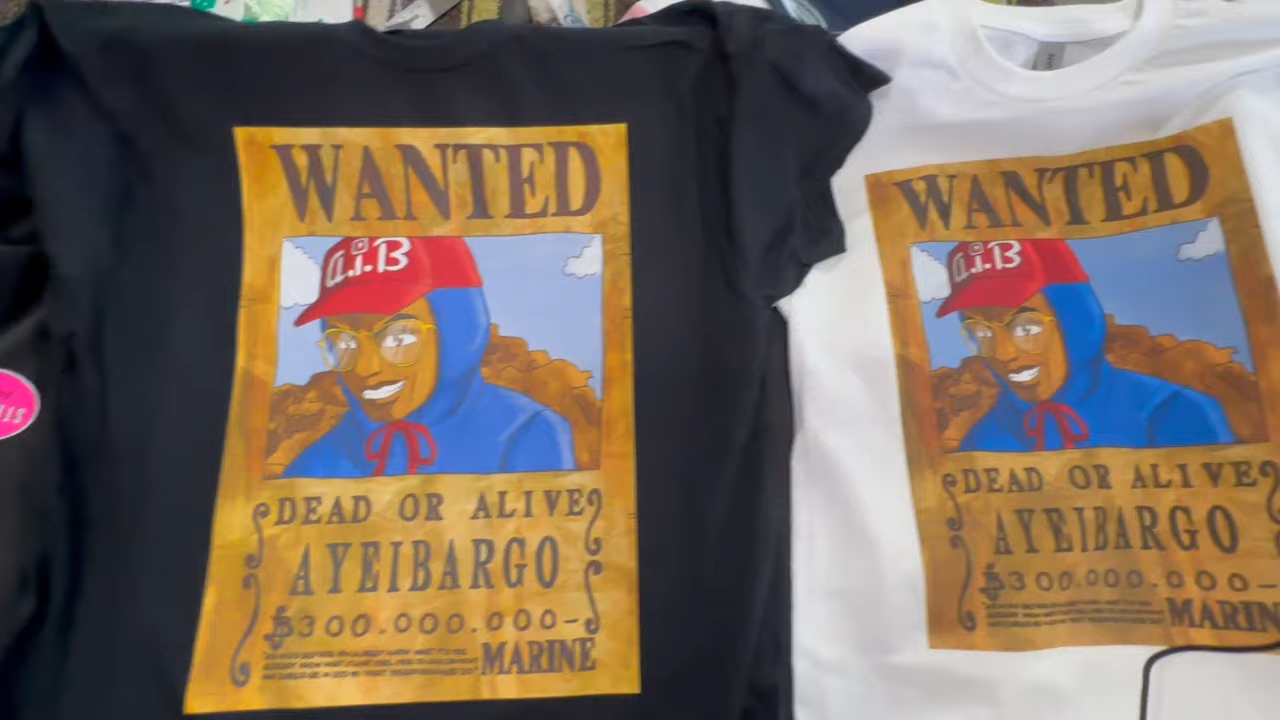 WANTED
a.i.B
DEAD OR ALIVE
AYEIBARGO
฿300.000.000-
MARINE
WANTED
a.i.B
DEAD OR ALIVE
AYEIBARGO
฿300.000.000-
MARIN